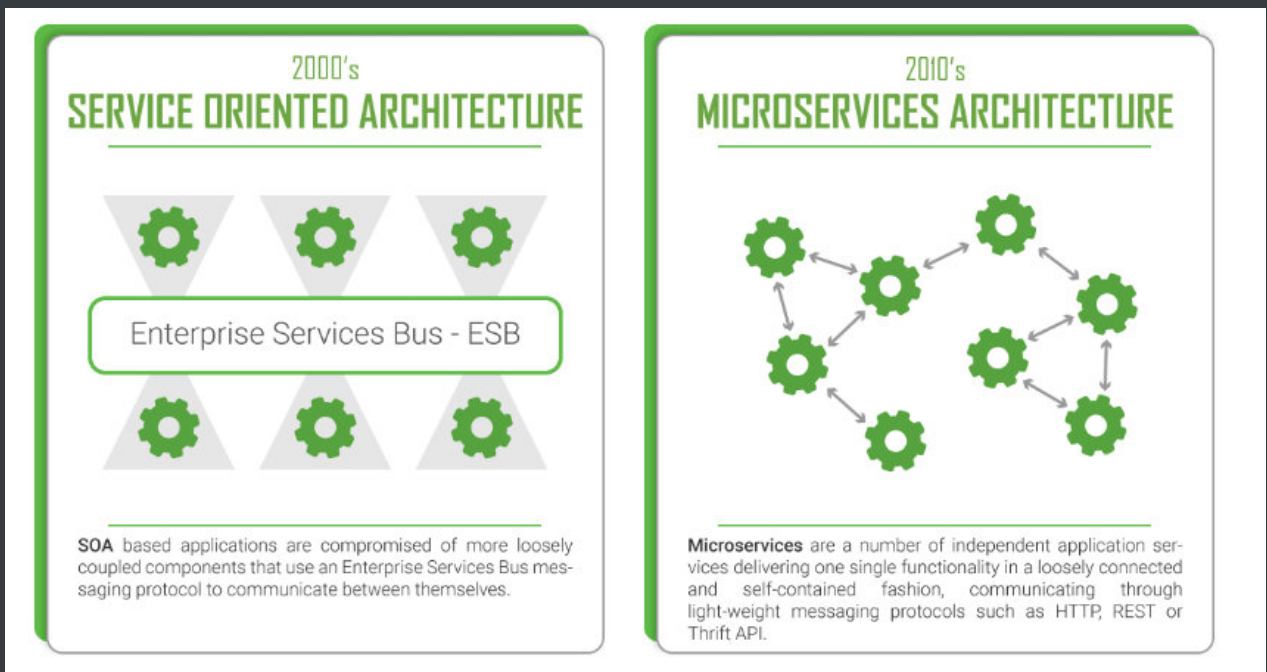 2000's
SERVICE ORIENTED ARCHITECTURE
Enterprise Services Bus - ESB
SOA based applications are compromised of more loosely
coupled components that use an Enterprise Services Bus mes-
saging protocol to communicate between themselves.
2010's
MICROSERVICES ARCHITECTURE
Microservices are a number of independent application ser-
vices delivering one single functionality in a loosely connected
and self-contained fashion, communicating through
light-weight messaging protocols such as HTTP, REST or
Thrift API.